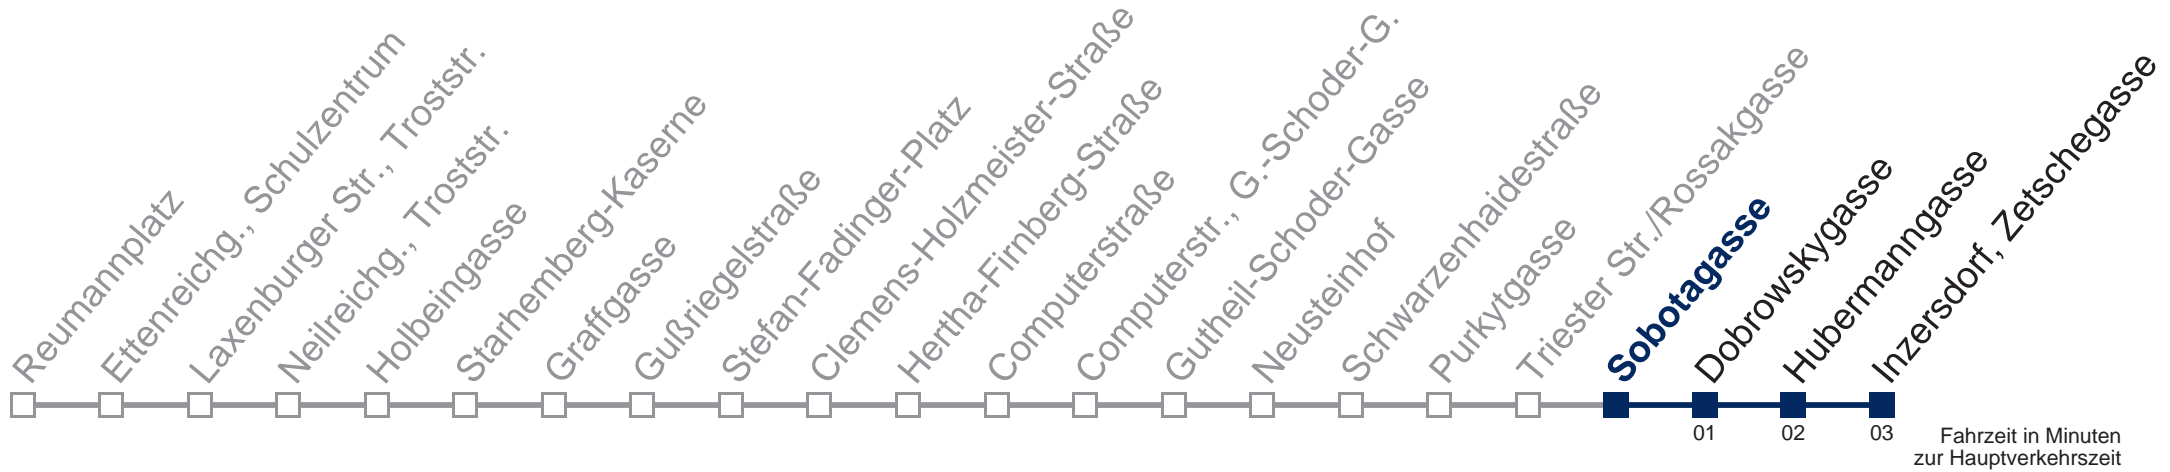 Reumannplatz
Ettenreichg., Schulzentrum
Laxenburger Str., Troststr.
Neilreichg., Troststr.
Holbeingasse
Starhemberg-Kaserne
Graffgasse
Gußriegelstraße
Stefan-Fadinger-Platz
Clemens-Holzmeister-Straße
Hertha-Firnberg-Straße
Computerstraße
Computerstr., G.-Schoder-G.
Gutheil-Schoder-Gasse
Neusteinhof
Schwarzenhaidestraße
Purkytgasse
Triester Str./Rossakgasse
Sobotagasse
Dobrowskygasse
Hubermanngasse
Inzersdorf, Zetschegasse
01 02 03
Fahrzeit in Minuten
zur Hauptverkehrszeit